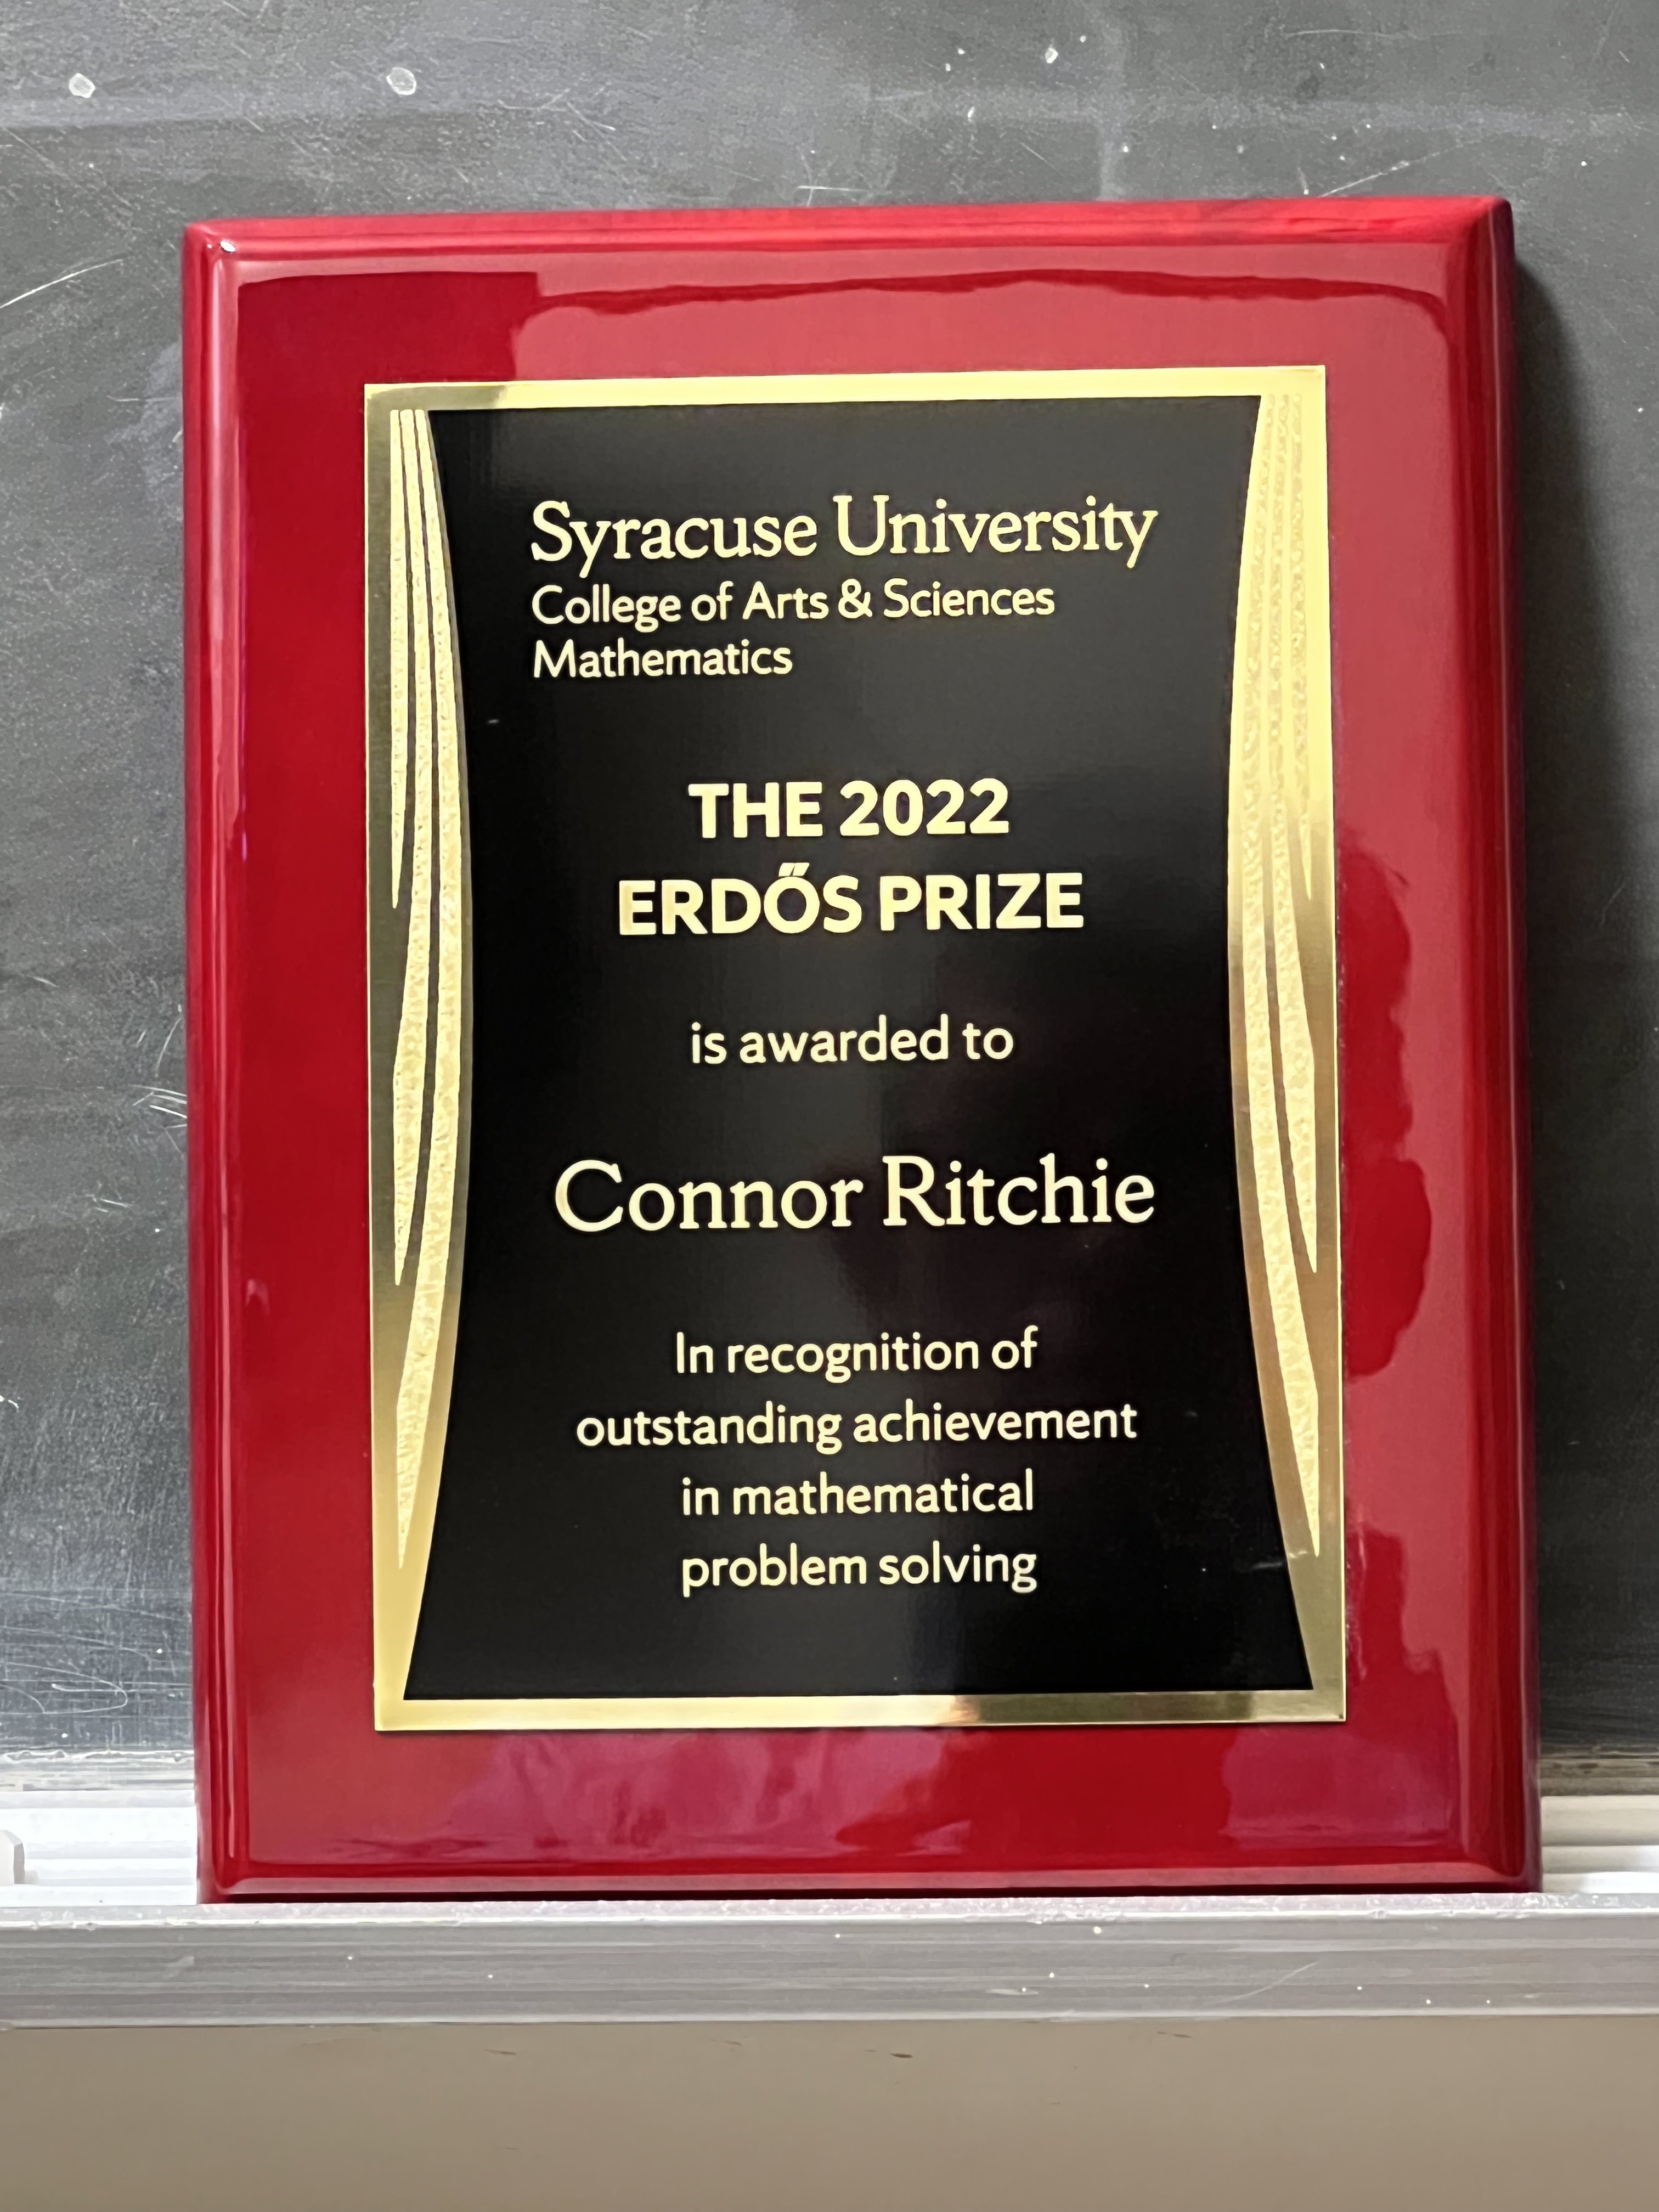 Syracuse University
College of Arts & Sciences
Mathematics
THE 2022
ERDŐS PRIZE
is awarded to
Connor Ritchie
In recognition of
outstanding achievement
in mathematical
problem solving